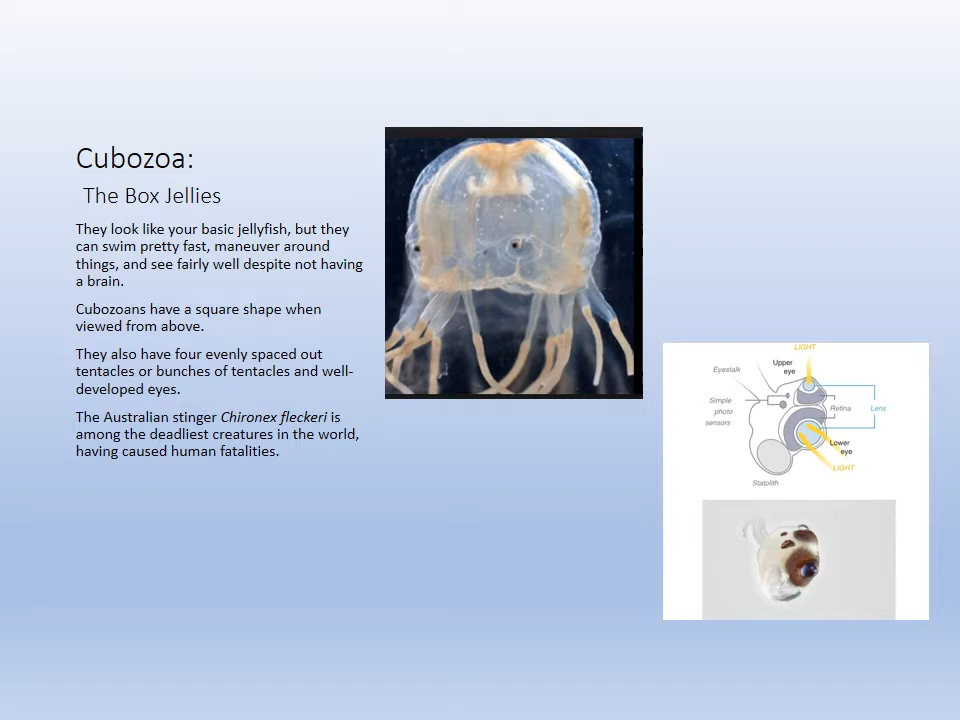 Cubozoa:
The Box Jellies
They look like your basic jellyfish, but they
can swim pretty fast, maneuver around
things, and see fairly well despite not having
a brain.
Cubozoans have a square shape when
viewed from above.
They also have four evenly spaced out
tentacles or bunches of tentacles and well-
developed eyes.
The Australian stinger Chironex fleckeri is
among the deadliest creatures in the world,
having caused human fatalities.
LIGHT
Upper
eye
Eyestalk
Simple
photo
sensors
Retina
Lens
Lower
eye
LIGHT
Statolith